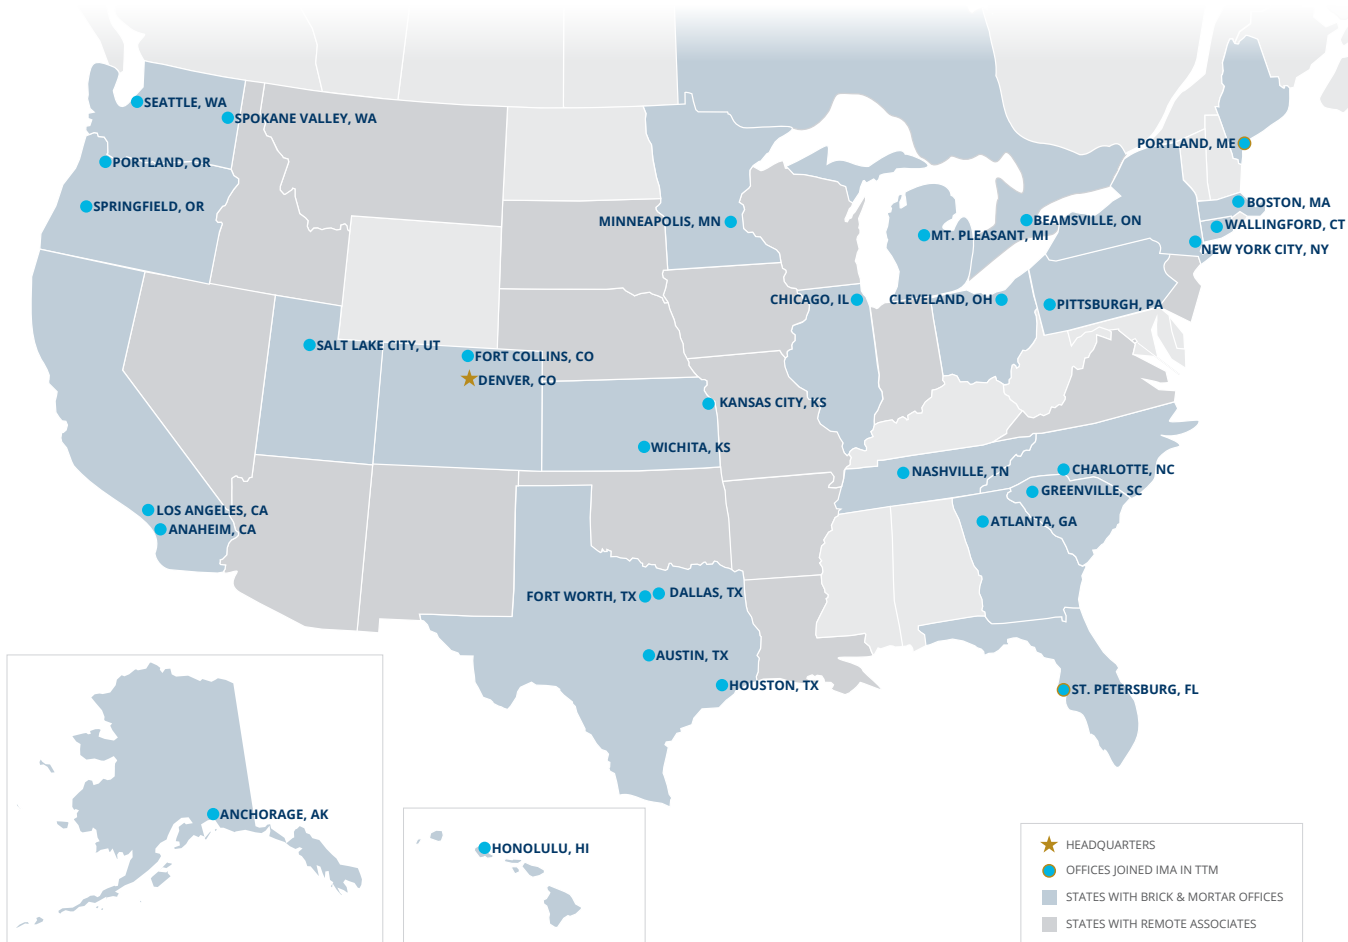 SEATTLE, WA
SPOKANE VALLEY, WA
PORTLAND, ME
PORTLAND, OR
BOSTON, MA
SPRINGFIELD, OR
MINNEAPOLIS, MN
BEAMSVILLE, ON
WALLINGFORD, CT
MT. PLEASANT, MI
NEW YORK CITY, NY
CHICAGO, IL
CLEVELAND, OH
PITTSBURGH, PA
SALT LAKE CITY, UT
FORT COLLINS, CO
DENVER, CO
KANSAS CITY, KS
WICHITA, KS
NASHVILLE, TN
CHARLOTTE, NC
GREENVILLE, SC
LOS ANGELES, CA
ATLANTA, GA
ANAHEIM, CA
FORT WORTH, TX
DALLAS, TX
AUSTIN, TX
HOUSTON, TX
ST. PETERSBURG, FL
ANCHORAGE, AK
HONOLULU, HI
HEADQUARTERS
OFFICES JOINED IMA IN TTM
STATES WITH BRICK & MORTAR OFFICES
STATES WITH REMOTE ASSOCIATES